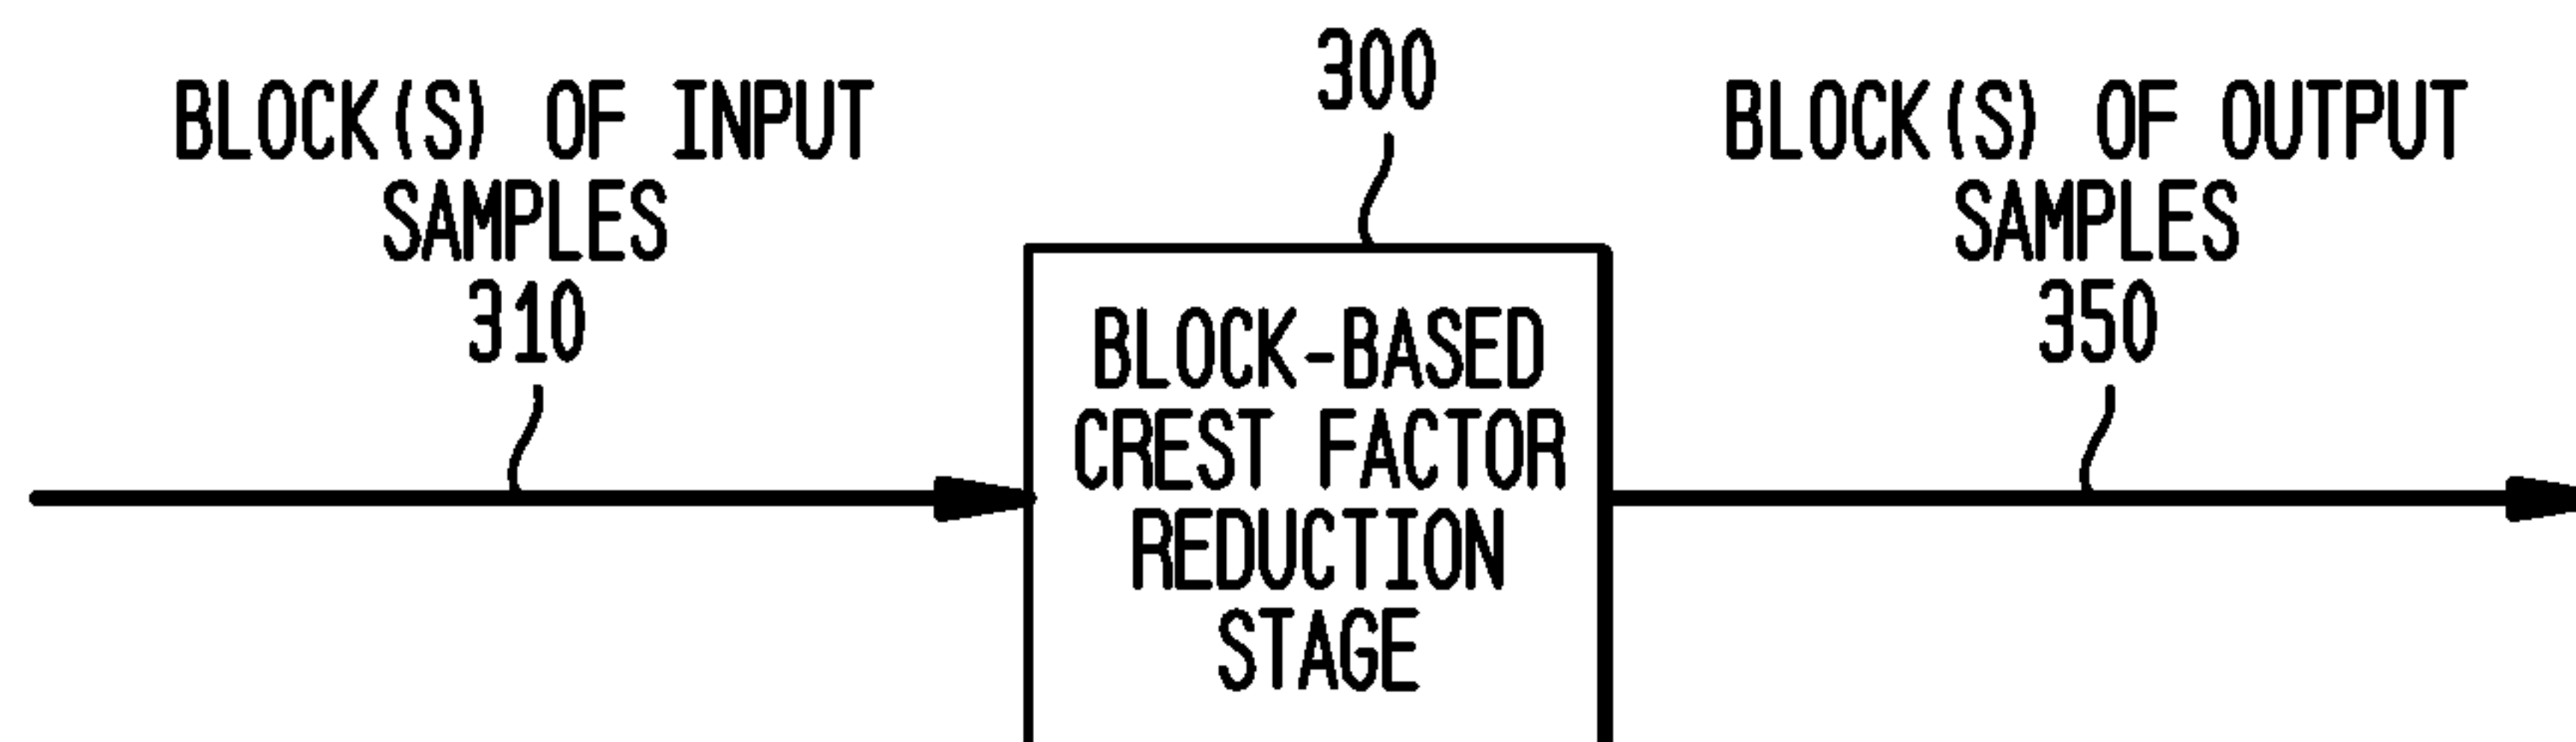 BLOCK(S) OF INPUT
SAMPLES
310
300
BLOCK-BASED
CREST FACTOR
REDUCTION
STAGE
BLOCK(S) OF OUTPUT
SAMPLES
350